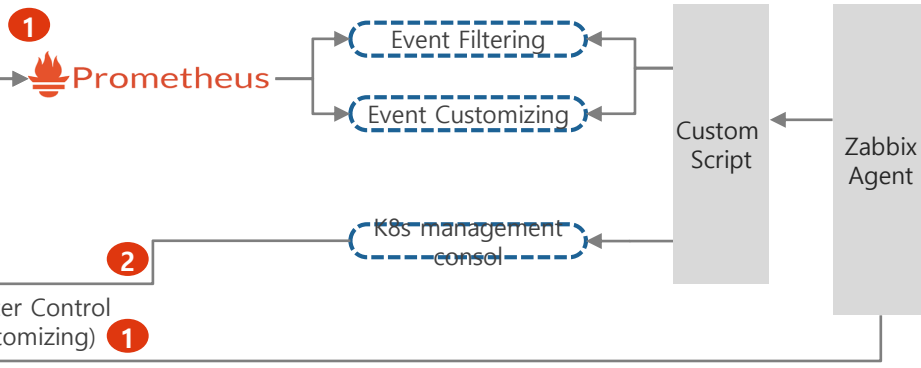 1
Prometheus
Event Filtering
Event Customizing
Custom
Script
Zabbix
Agent
K8s management
consol
2
er Control
tomizing)
1